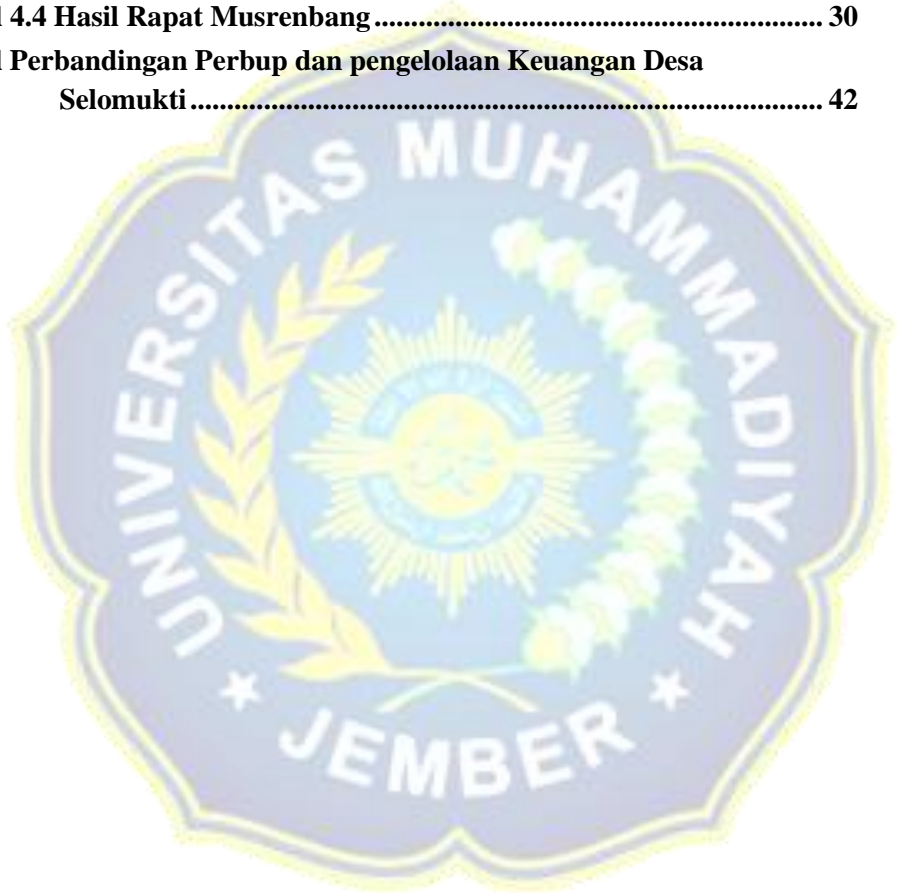 l 4.4 Hasil Rapat Musrenbang ................................................................ 30
l Perbandingan Perbup dan pengelolaan Keuangan Desa
Selomukti ......................................................................................... 42
UNIVERSITAS MUHAMMADIYAH
JEMBER